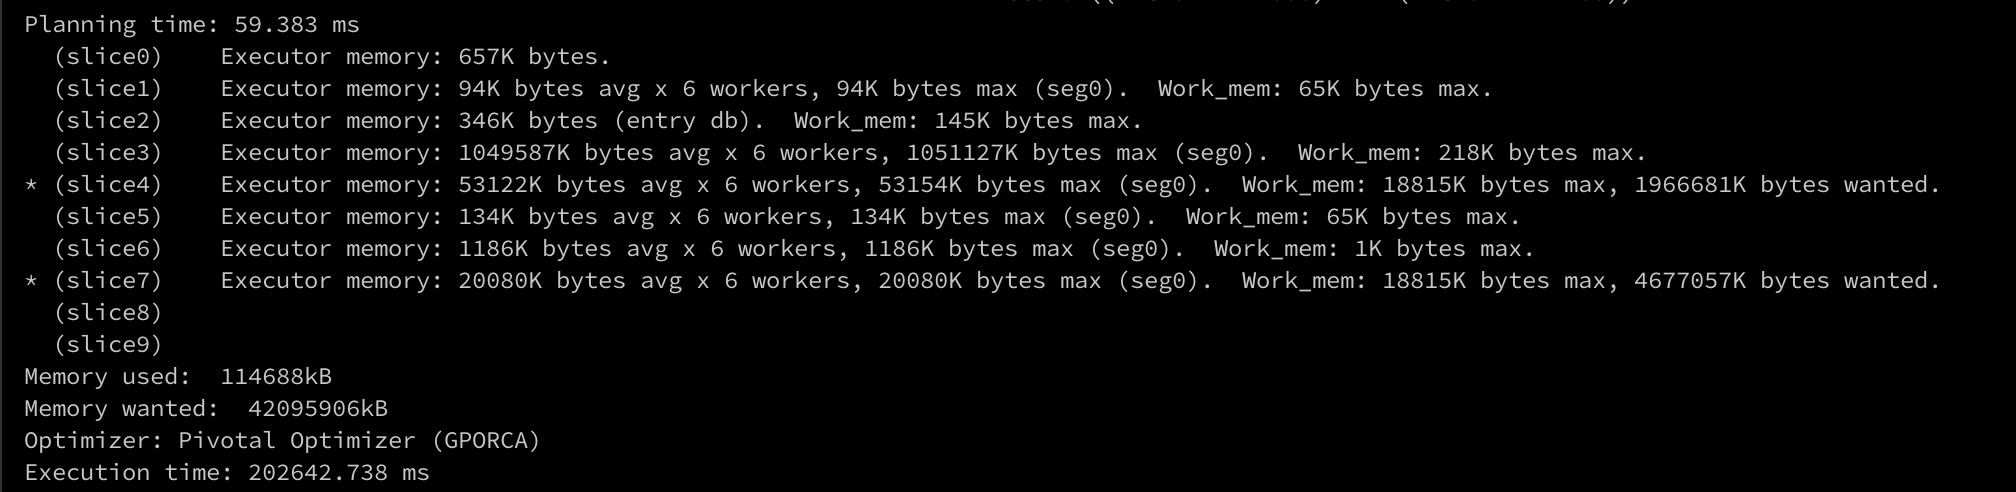 Planning time: 59.383 ms
(slice0) Executor memory: 657K bytes.
(slice1) Executor memory: 94K bytes avg x 6 workers, 94K bytes max (seg0). Work_mem: 65K bytes max.
(slice2) Executor memory: 346K bytes (entry db). Work_mem: 145K bytes max.
(slice3) Executor memory: 1049587K bytes avg x 6 workers, 1051127K bytes max (seg0). Work_mem: 218K bytes max.
* (slice4) Executor memory: 53122K bytes avg x 6 workers, 53154K bytes max (seg0). Work_mem: 18815K bytes max, 1966681K bytes wanted.
(slice5) Executor memory: 134K bytes avg x 6 workers, 134K bytes max (seg0). Work_mem: 65K bytes max.
(slice6) Executor memory: 1186K bytes avg x 6 workers, 1186K bytes max (seg0). Work_mem: 1K bytes max.
* (slice7) Executor memory: 20080K bytes avg x 6 workers, 20080K bytes max (seg0). Work_mem: 18815K bytes max, 4677057K bytes wanted.
(slice8)
(slice9)
Memory used: 114688kB
Memory wanted: 42095906kB
Optimizer: Pivotal Optimizer (GPORCA)
Execution time: 202642.738 ms